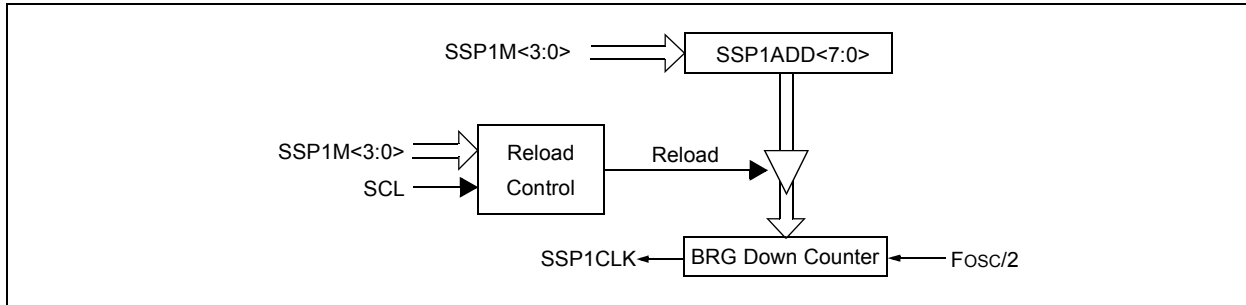 SSP1M<3:0>
SSP1ADD<7:0>
SSP1M<3:0>
SCL
Reload
Control
Reload
SSP1CLK
BRG Down Counter
FOSC/2